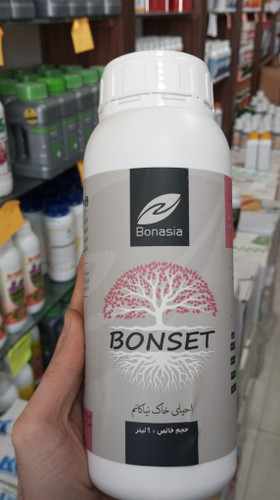 Bonasia
BONSET
احیای خاک نیاکانم
حجم خالص : ۱ لیتر